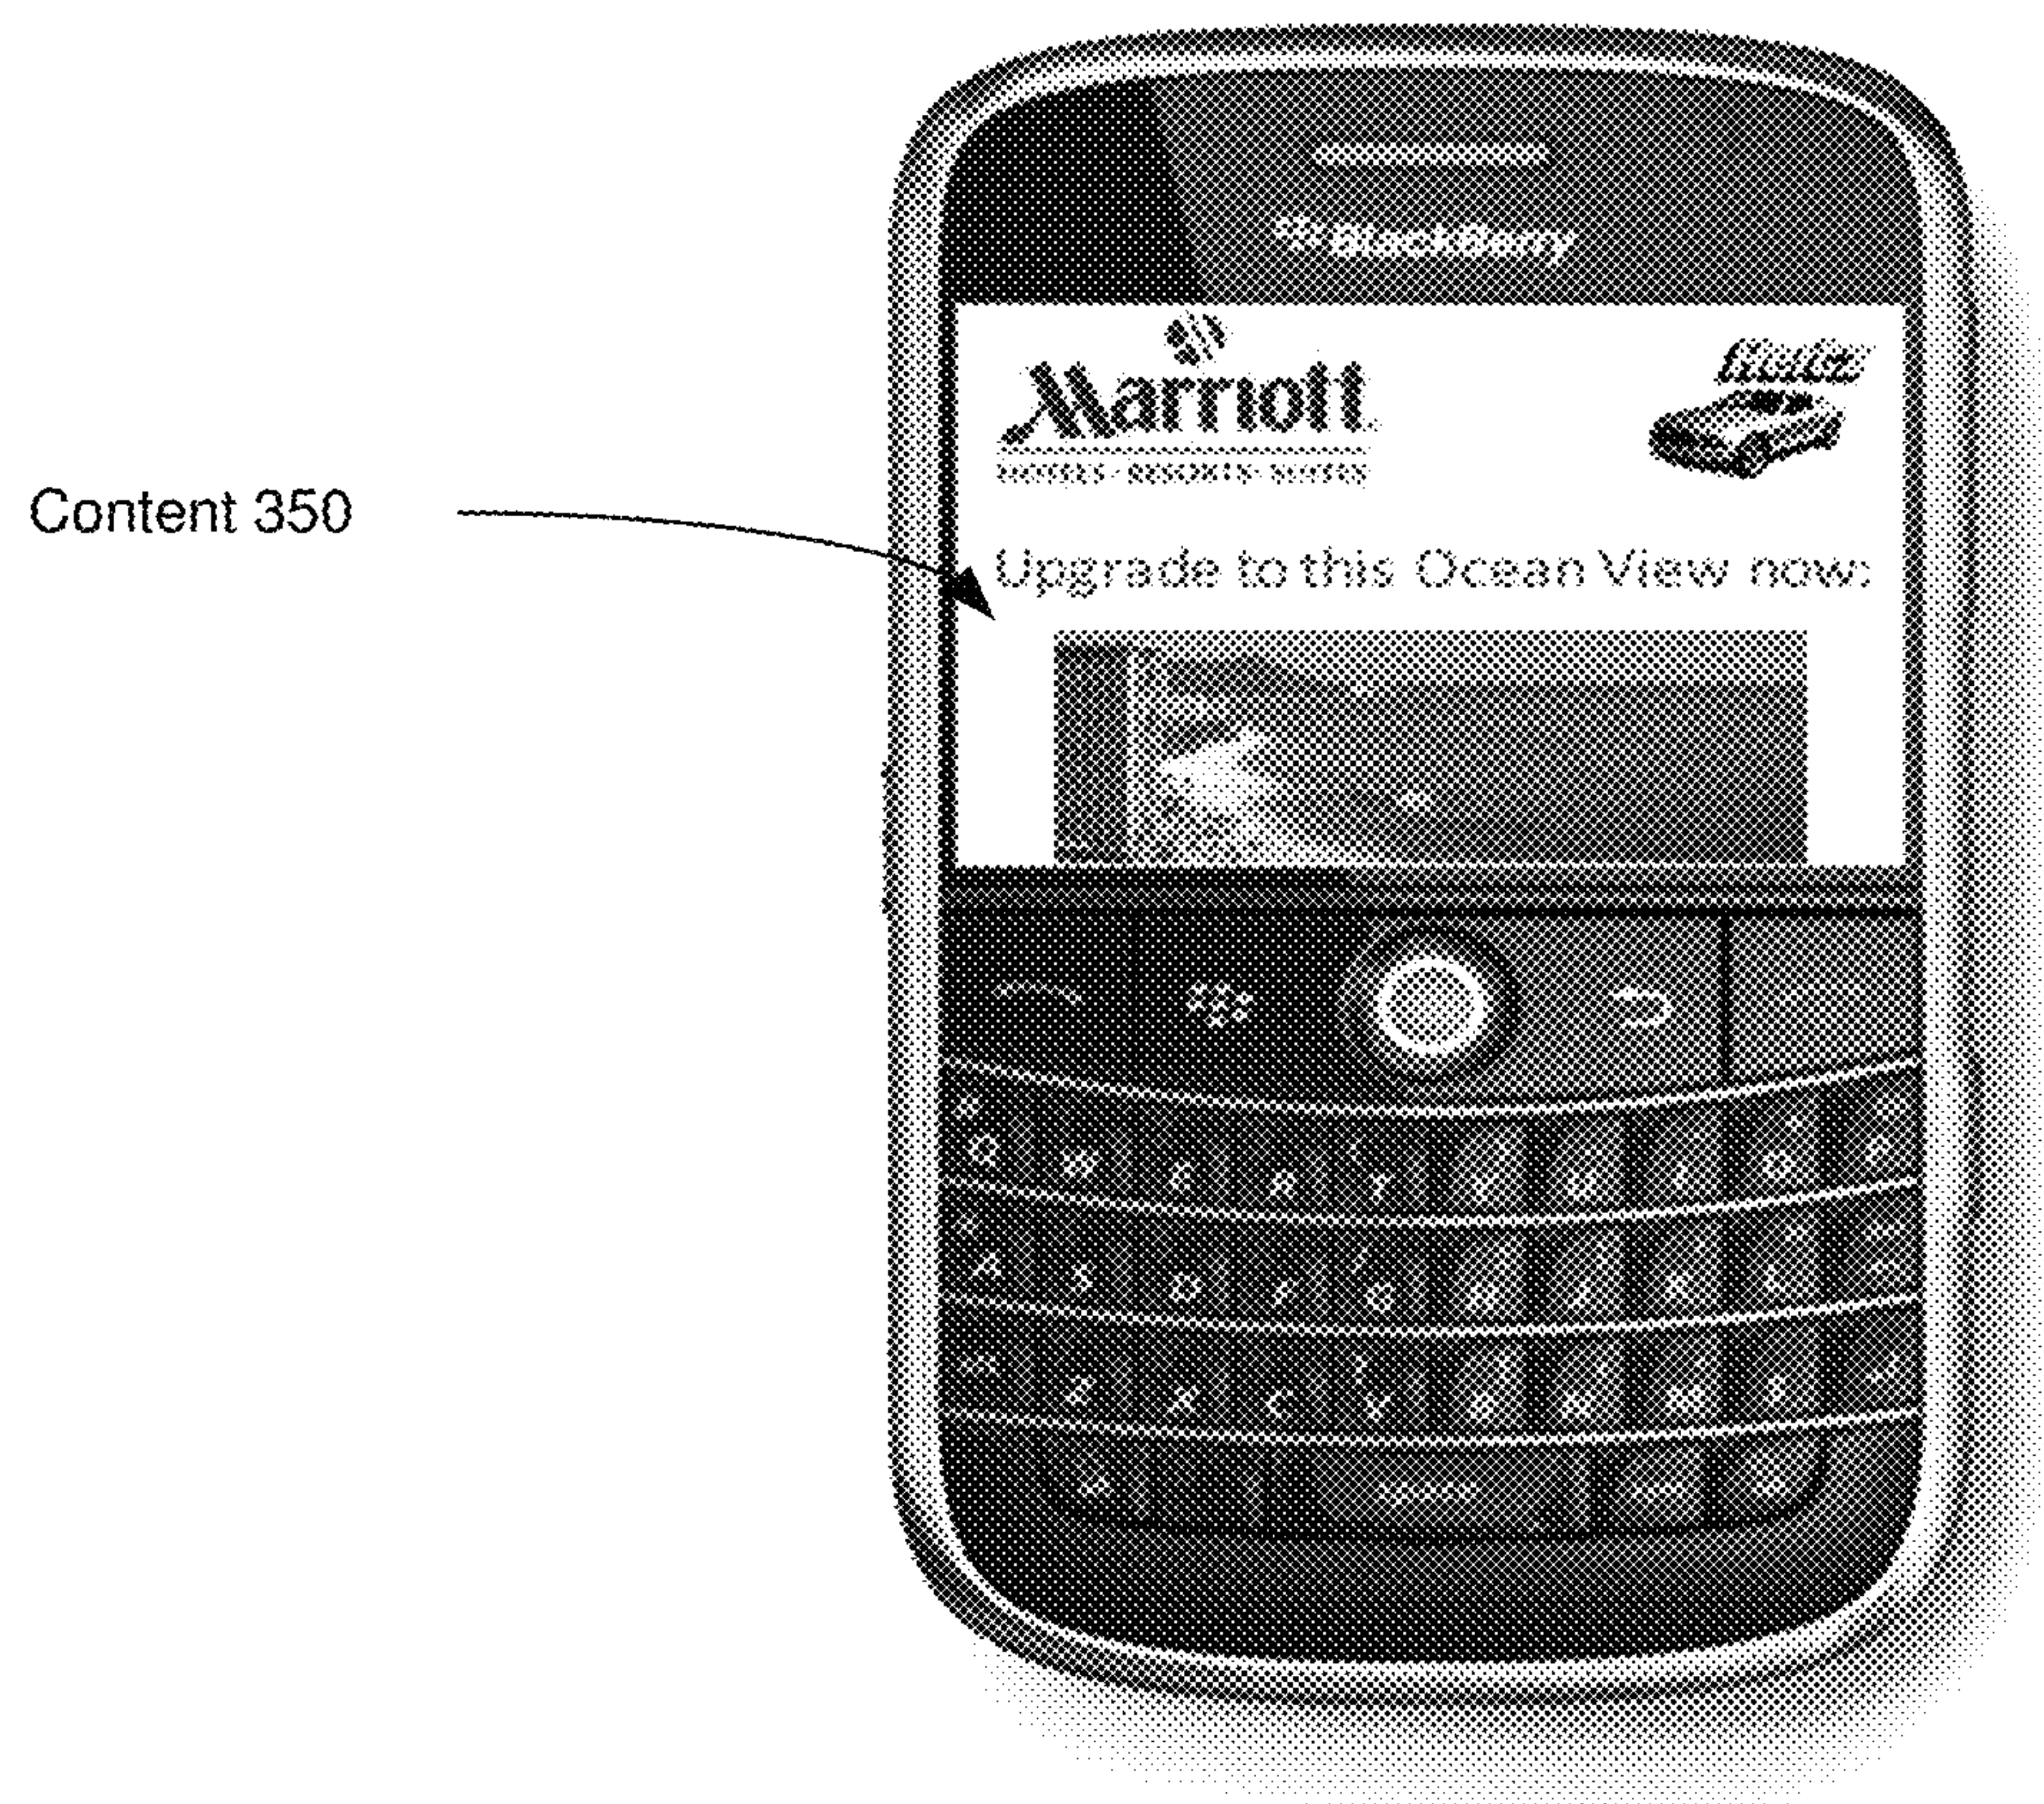 BlackBerry
Marriott
HOTELS · RESORTS · SUITES
Content 350
Upgrade to this Ocean View now:
Q W E R T
A S D F G
Z X C V